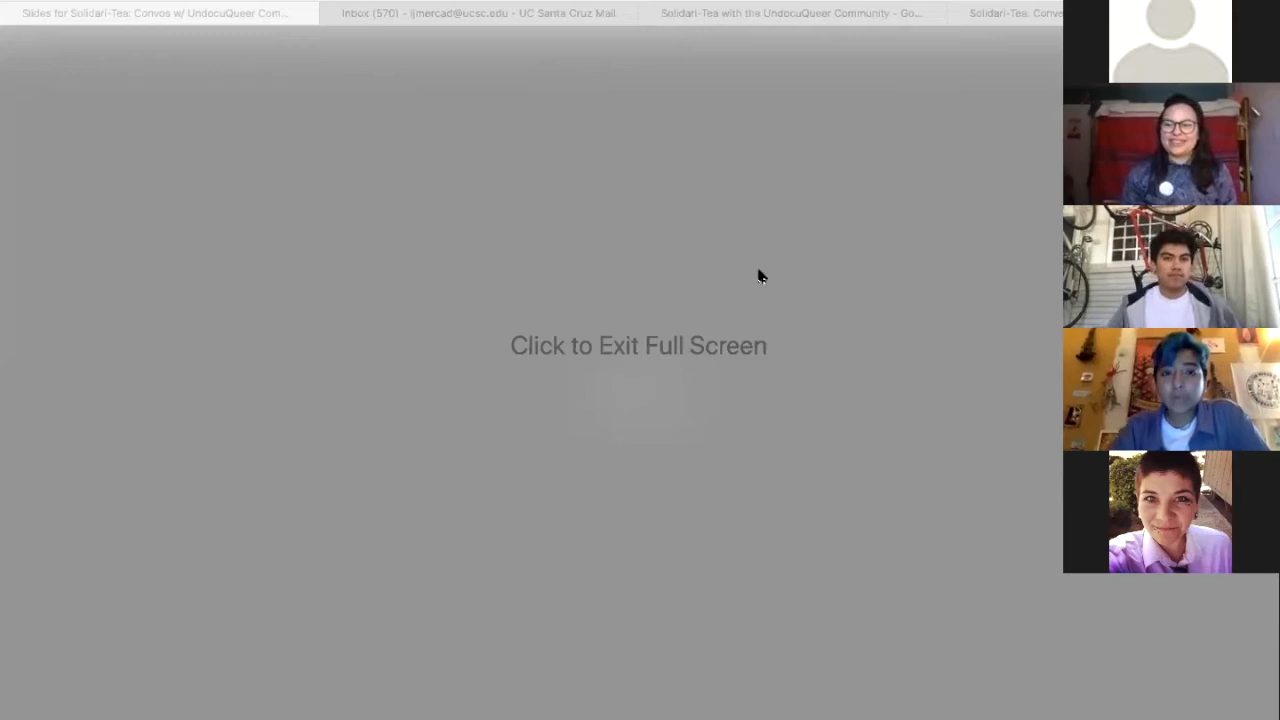 Slides for Solidari-Tea: Convos w/ UndocuQueer Com...
Inbox (570) - ljmercad@ucsc.edu - UC Santa Cruz Mail
Solidari-Tea with the UndocuQueer Community - Go...
Solidari-Tea: Conve
Click to Exit Full Screen